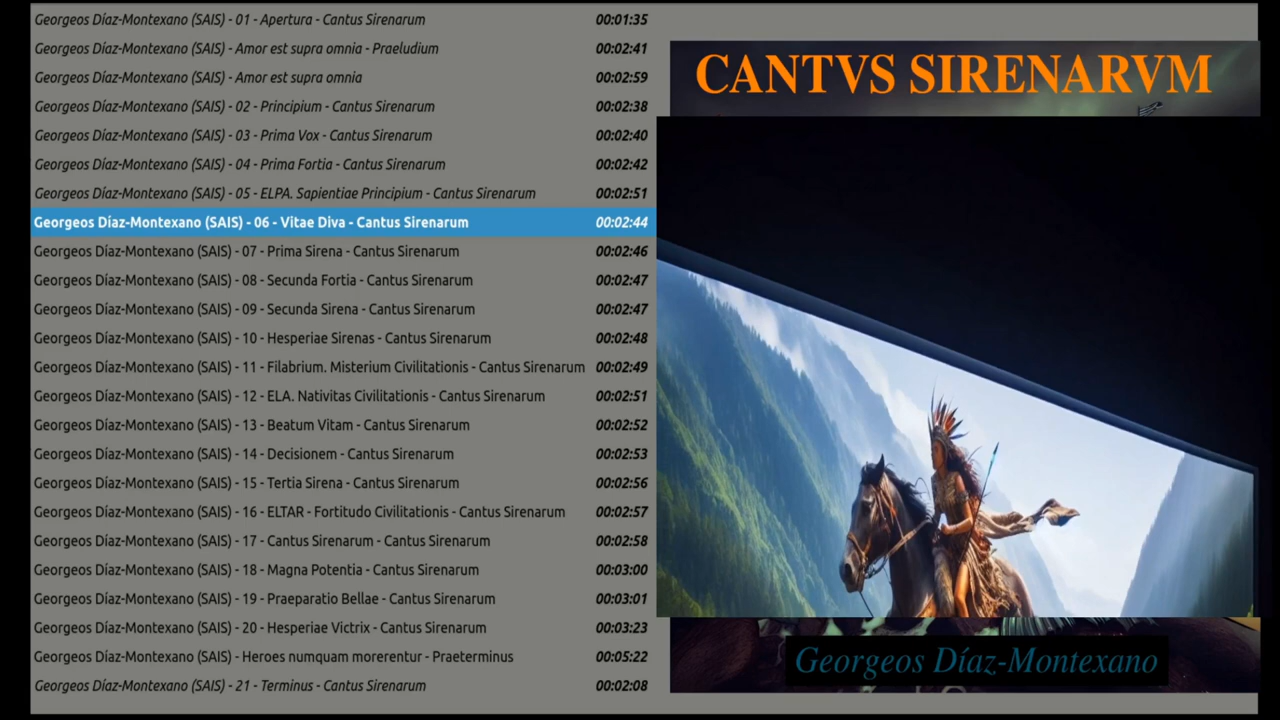 Georgeos Díaz-Montexano (SAIS) - 01 - Apertura - Cantus Sirenarum 00:01:35
Georgeos Díaz-Montexano (SAIS) - Amor est supra omnia - Praeludium 00:02:41
Georgeos Díaz-Montexano (SAIS) - Amor est supra omnia 00:02:59
Georgeos Díaz-Montexano (SAIS) - 02 - Principium - Cantus Sirenarum 00:02:38
Georgeos Díaz-Montexano (SAIS) - 03 - Prima Vox - Cantus Sirenarum 00:02:40
Georgeos Díaz-Montexano (SAIS) - 04 - Prima Fortia - Cantus Sirenarum 00:02:42
Georgeos Díaz-Montexano (SAIS) - 05 - ELPA. Sapientiae Principium - Cantus Sirenarum 00:02:51
Georgeos Díaz-Montexano (SAIS) - 06 - Vitae Diva - Cantus Sirenarum 00:02:44
Georgeos Díaz-Montexano (SAIS) - 07 - Prima Sirena - Cantus Sirenarum 00:02:46
Georgeos Díaz-Montexano (SAIS) - 08 - Secunda Fortia - Cantus Sirenarum 00:02:47
Georgeos Díaz-Montexano (SAIS) - 09 - Secunda Sirena - Cantus Sirenarum 00:02:47
Georgeos Díaz-Montexano (SAIS) - 10 - Hesperiae Sirenas - Cantus Sirenarum 00:02:48
Georgeos Díaz-Montexano (SAIS) - 11 - Filabrium. Misterium Civilitationis - Cantus Sirenarum 00:02:49
Georgeos Díaz-Montexano (SAIS) - 12 - ELA. Nativitas Civilitationis - Cantus Sirenarum 00:02:51
Georgeos Díaz-Montexano (SAIS) - 13 - Beatum Vitam - Cantus Sirenarum 00:02:52
Georgeos Díaz-Montexano (SAIS) - 14 - Decisionem - Cantus Sirenarum 00:02:53
Georgeos Díaz-Montexano (SAIS) - 15 - Tertia Sirena - Cantus Sirenarum 00:02:56
Georgeos Díaz-Montexano (SAIS) - 16 - ELTAR - Fortitudo Civilitationis - Cantus Sirenarum 00:02:57
Georgeos Díaz-Montexano (SAIS) - 17 - Cantus Sirenarum - Cantus Sirenarum 00:02:58
Georgeos Díaz-Montexano (SAIS) - 18 - Magna Potentia - Cantus Sirenarum 00:03:00
Georgeos Díaz-Montexano (SAIS) - 19 - Praeparatio Bellae - Cantus Sirenarum 00:03:01
Georgeos Díaz-Montexano (SAIS) - 20 - Hesperiae Victrix - Cantus Sirenarum 00:03:23
Georgeos Díaz-Montexano (SAIS) - Heroes numquam morerentur - Praeterminus 00:05:22
Georgeos Díaz-Montexano (SAIS) - 21 - Terminus - Cantus Sirenarum 00:02:08
CANTVS SIRENARVM
Georgeos Díaz-Montexano